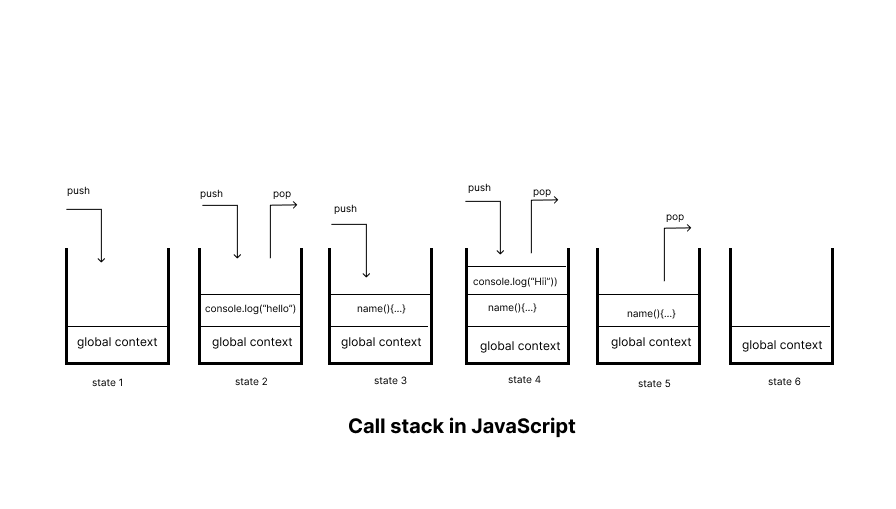 push
global context
state 1
push
pop
console.log("hello")
global context
state 2
push
name(){...}
global context
state 3
push
pop
console.log("Hii"))
name(){...}
global context
state 4
pop
name(){...}
global context
state 5
global context
state 6
Call stack in JavaScript